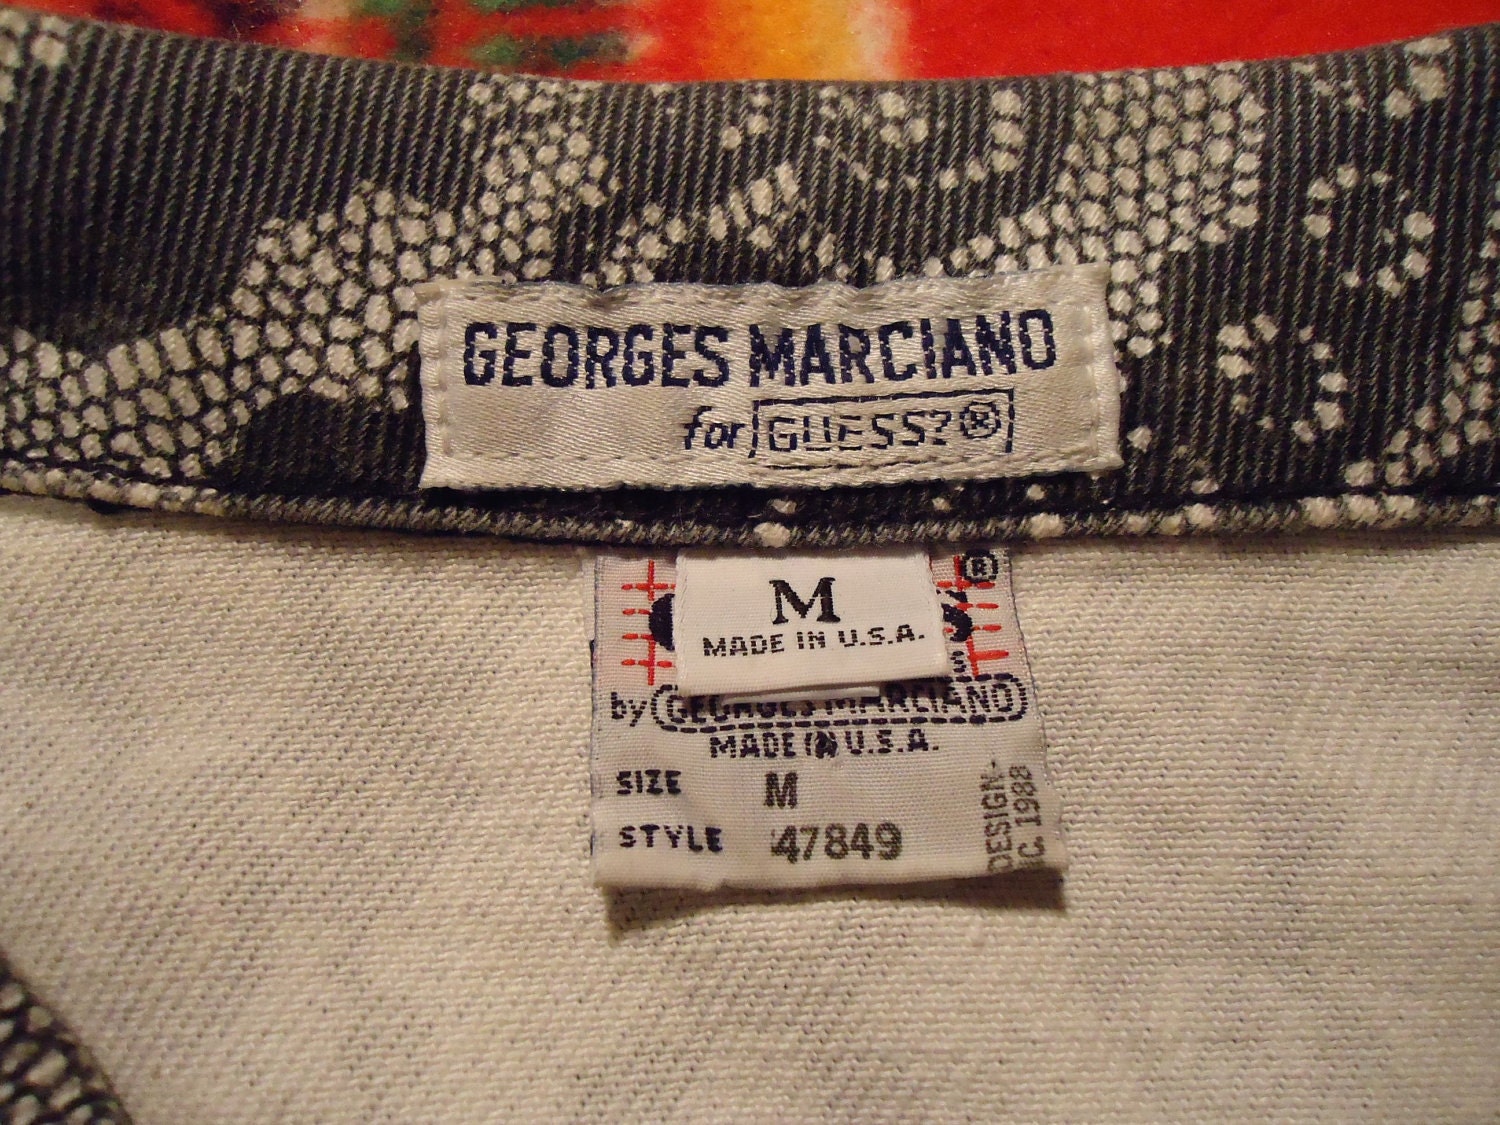 GEORGES MARCIANO
for GUESS?®
M
MADE IN U.S.A.
®
S
by GEORGES MARCIANO
MADE IN U.S.A.
SIZE M
STYLE 47849
DESIGN-
C. 1988